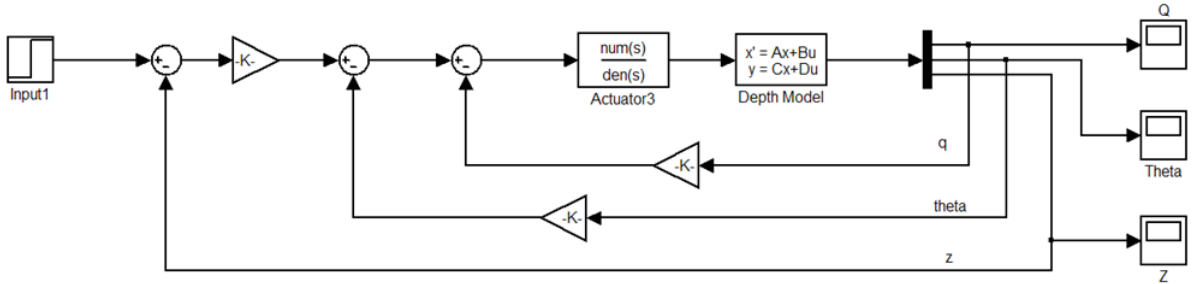 Q
Input1
+
-
-K-
+
-
+
-
num(s)
den(s)
Actuator3
x' = Ax+Bu
y = Cx+Du
Depth Model
q
-K-
Theta
theta
-K-
z
Z